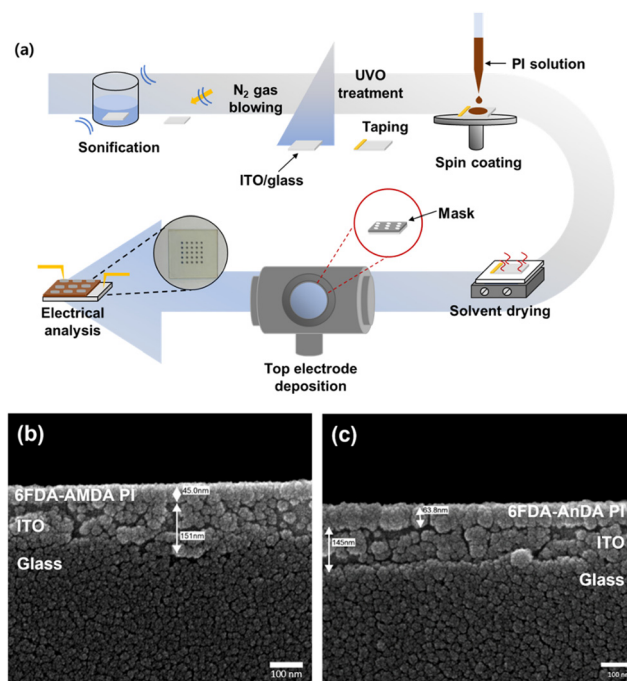 (a)
Sonification
N₂ gas
blowing
UVO
treatment
ITO/glass
Taping
PI solution
Spin coating
Mask
Solvent drying
Top electrode
deposition
Electrical
analysis
(b)
6FDA-AMDA PI
45.0nm
ITO
151nm
Glass
100 nm
(c)
63.8nm
6FDA-AnDA PI
145nm
ITO
Glass
100 nm